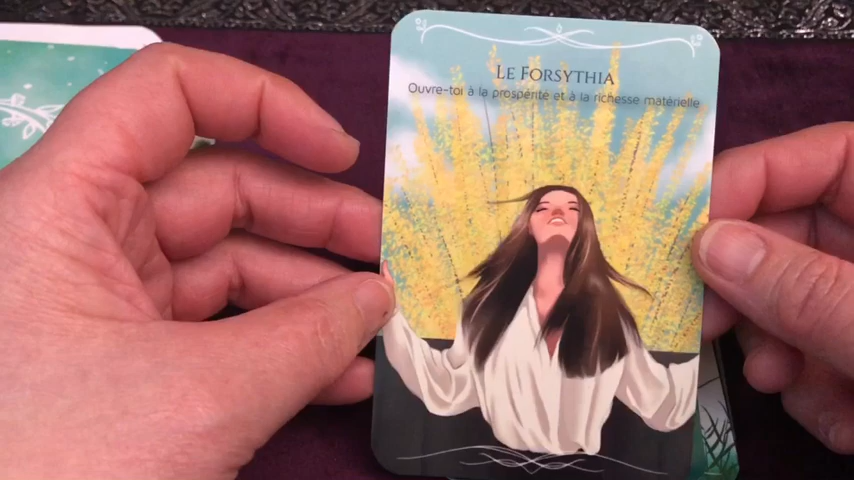 Le Forsythia
Ouvre-toi à la prospérité et à la richesse matérielle